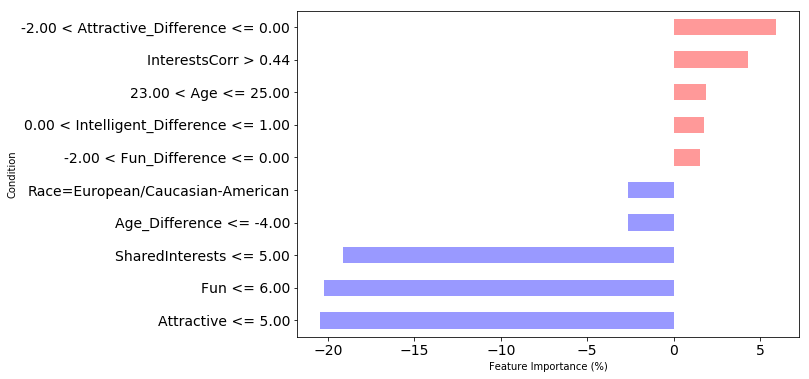 -2.00 < Attractive_Difference <= 0.00
InterestsCorr > 0.44
23.00 < Age <= 25.00
0.00 < Intelligent_Difference <= 1.00
-2.00 < Fun_Difference <= 0.00
Race=European/Caucasian-American
Age_Difference <= -4.00
SharedInterests <= 5.00
Fun <= 6.00
Attractive <= 5.00
Condition
−20 −15 −10 −5 0 5
Feature Importance (%)